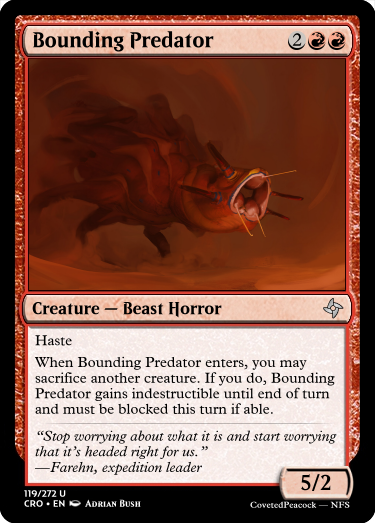 Bounding Predator 2
Creature — Beast Horror
Haste
When Bounding Predator enters, you may
sacrifice another creature. If you do, Bounding
Predator gains indestructible until end of turn
and must be blocked this turn if able.
“Stop worrying about what it is and start worrying
that it’s headed right for us.”
—Farehn, expedition leader
5/2
119/272 U
CRO • EN Adrian Bush
CovetedPeacock — NFS